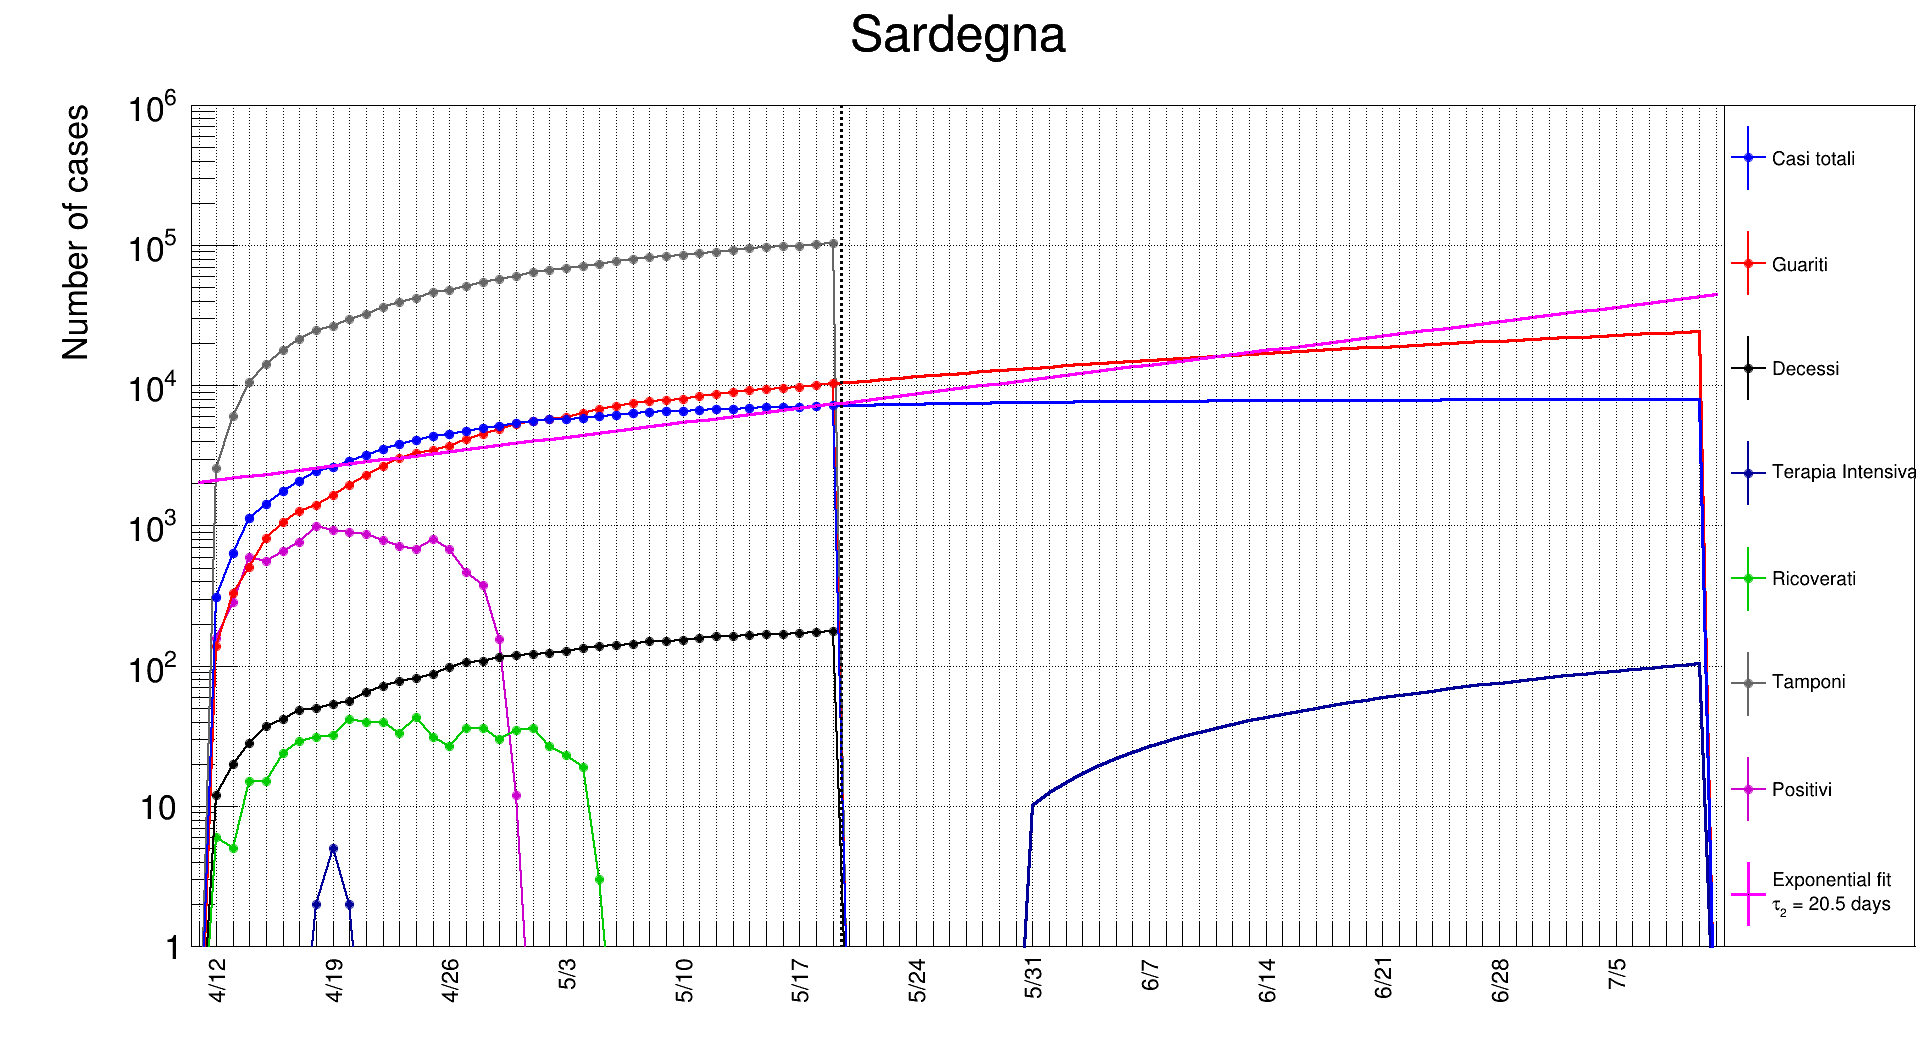 Sardegna
Number of cases
10^6
10^5
10^4
10^3
10^2
10
1
4/12 4/19 4/26 5/3 5/10 5/17 5/24 5/31 6/7 6/14 6/21 6/28 7/5
Casi totali
Guariti
Decessi
Terapia Intensiva
Ricoverati
Tamponi
Positivi
Exponential fit
τ₂ = 20.5 days